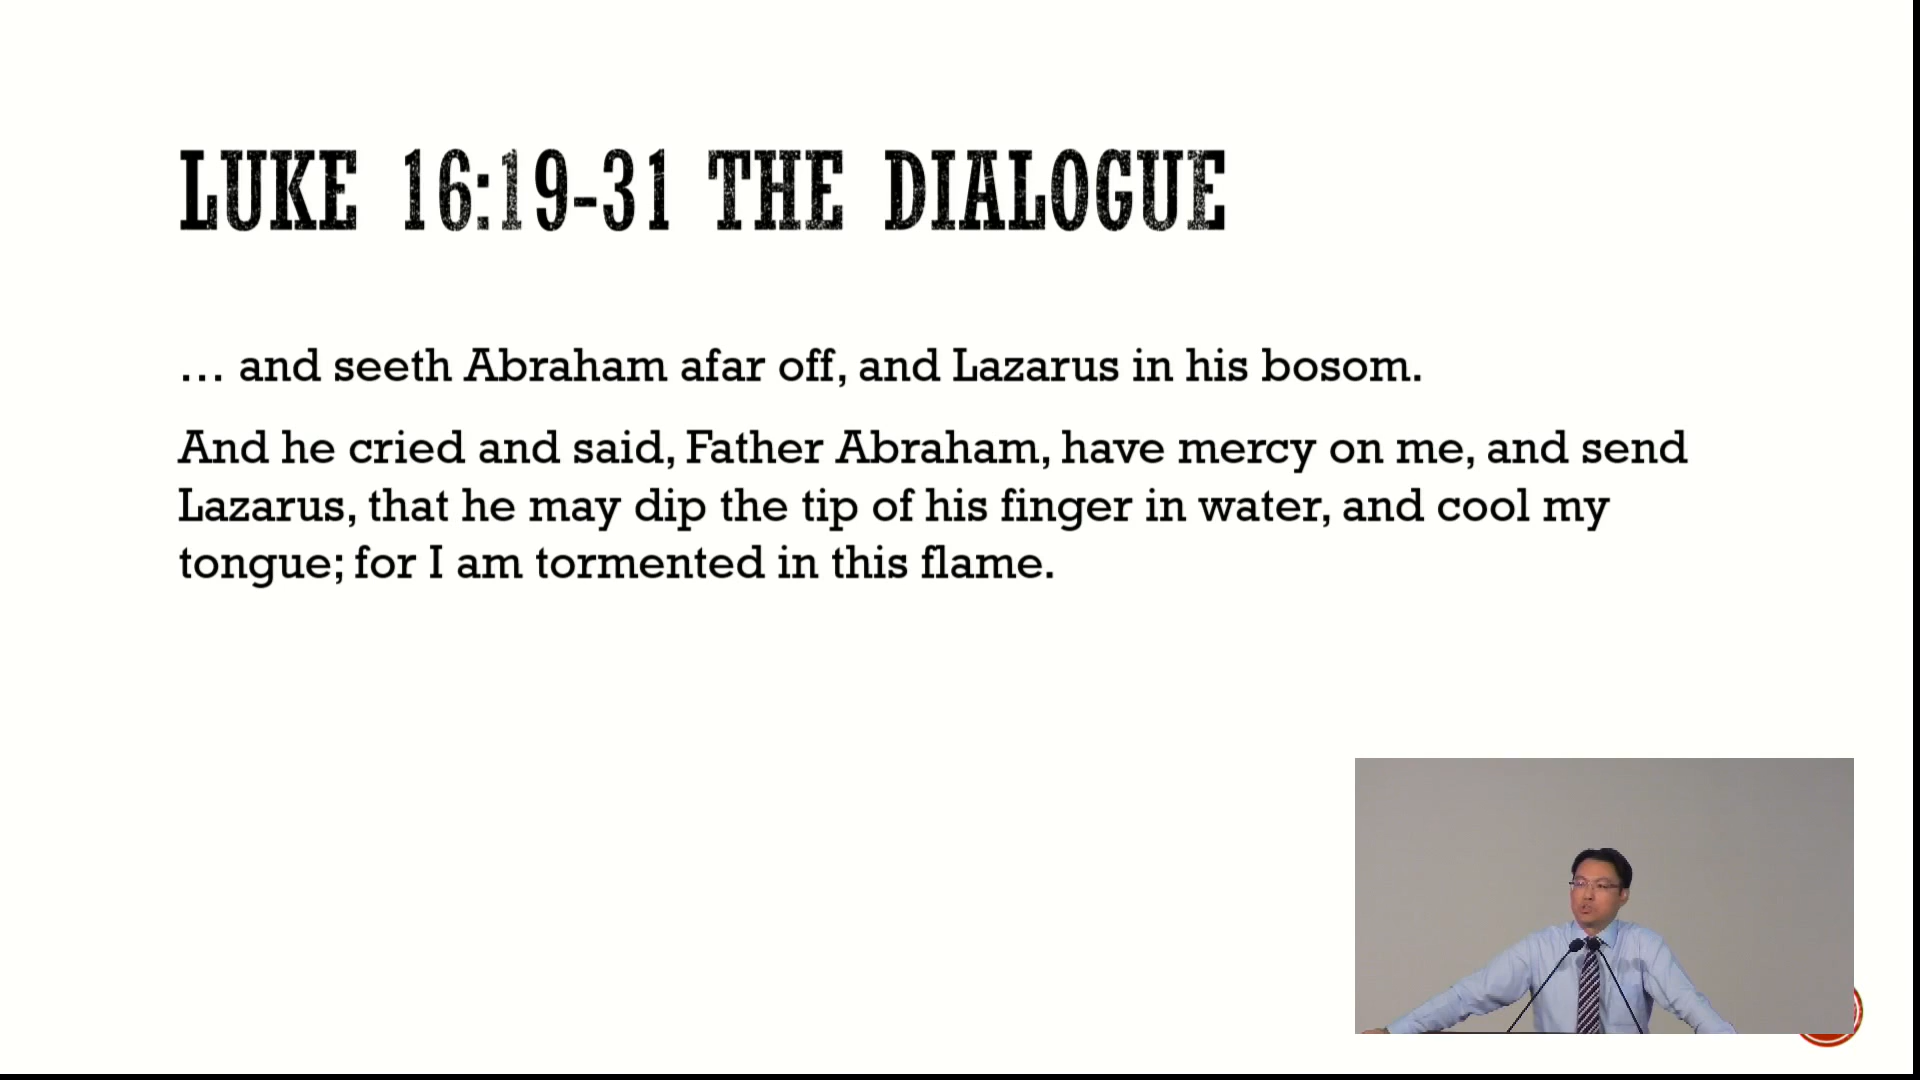 LUKE 16:19-31 THE DIALOGUE
... and seeth Abraham afar off, and Lazarus in his bosom.
And he cried and said, Father Abraham, have mercy on me, and send
Lazarus, that he may dip the tip of his finger in water, and cool my
tongue; for I am tormented in this flame.